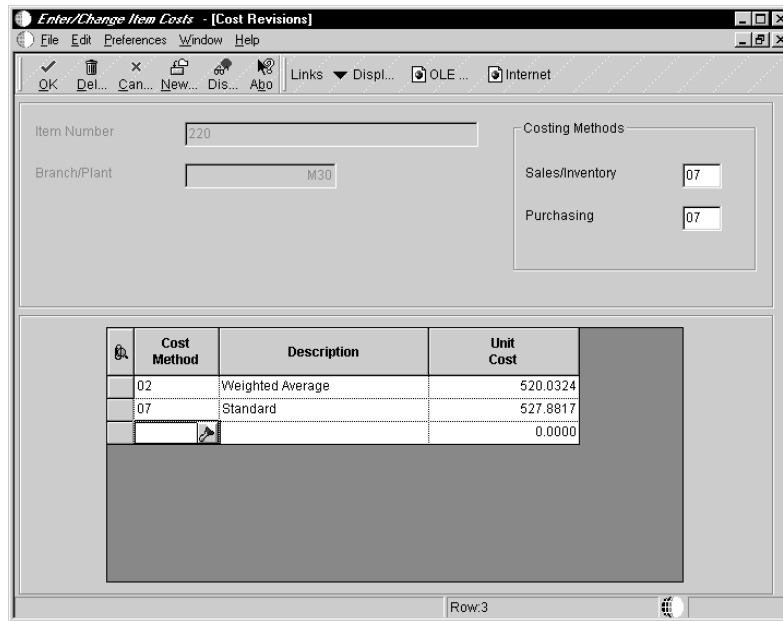 Enter/Change Item Costs - [Cost Revisions]
File Edit Preferences Window Help
OK Del... Can... New... Dis... Abo Links Displ... OLE ... Internet
Item Number 220
Branch/Plant M30
Costing Methods
Sales/Inventory 07
Purchasing 07
Cost Method Description Unit Cost
02 Weighted Average 520.0324
07 Standard 527.8817
0.0000
Row:3